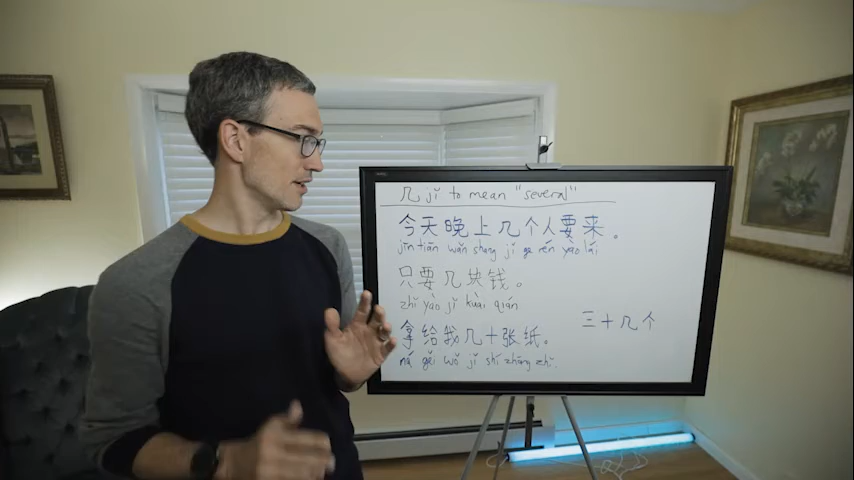 几 jǐ to mean "several"
今天晚上几个人要来。
jīn tiān wǎn shang jǐ ge rén yào lái
只要几块钱。
zhǐ yào jǐ kuài qián
三十几个
拿给我几十张纸。
ná gěi wǒ jǐ shí zhāng zhǐ.